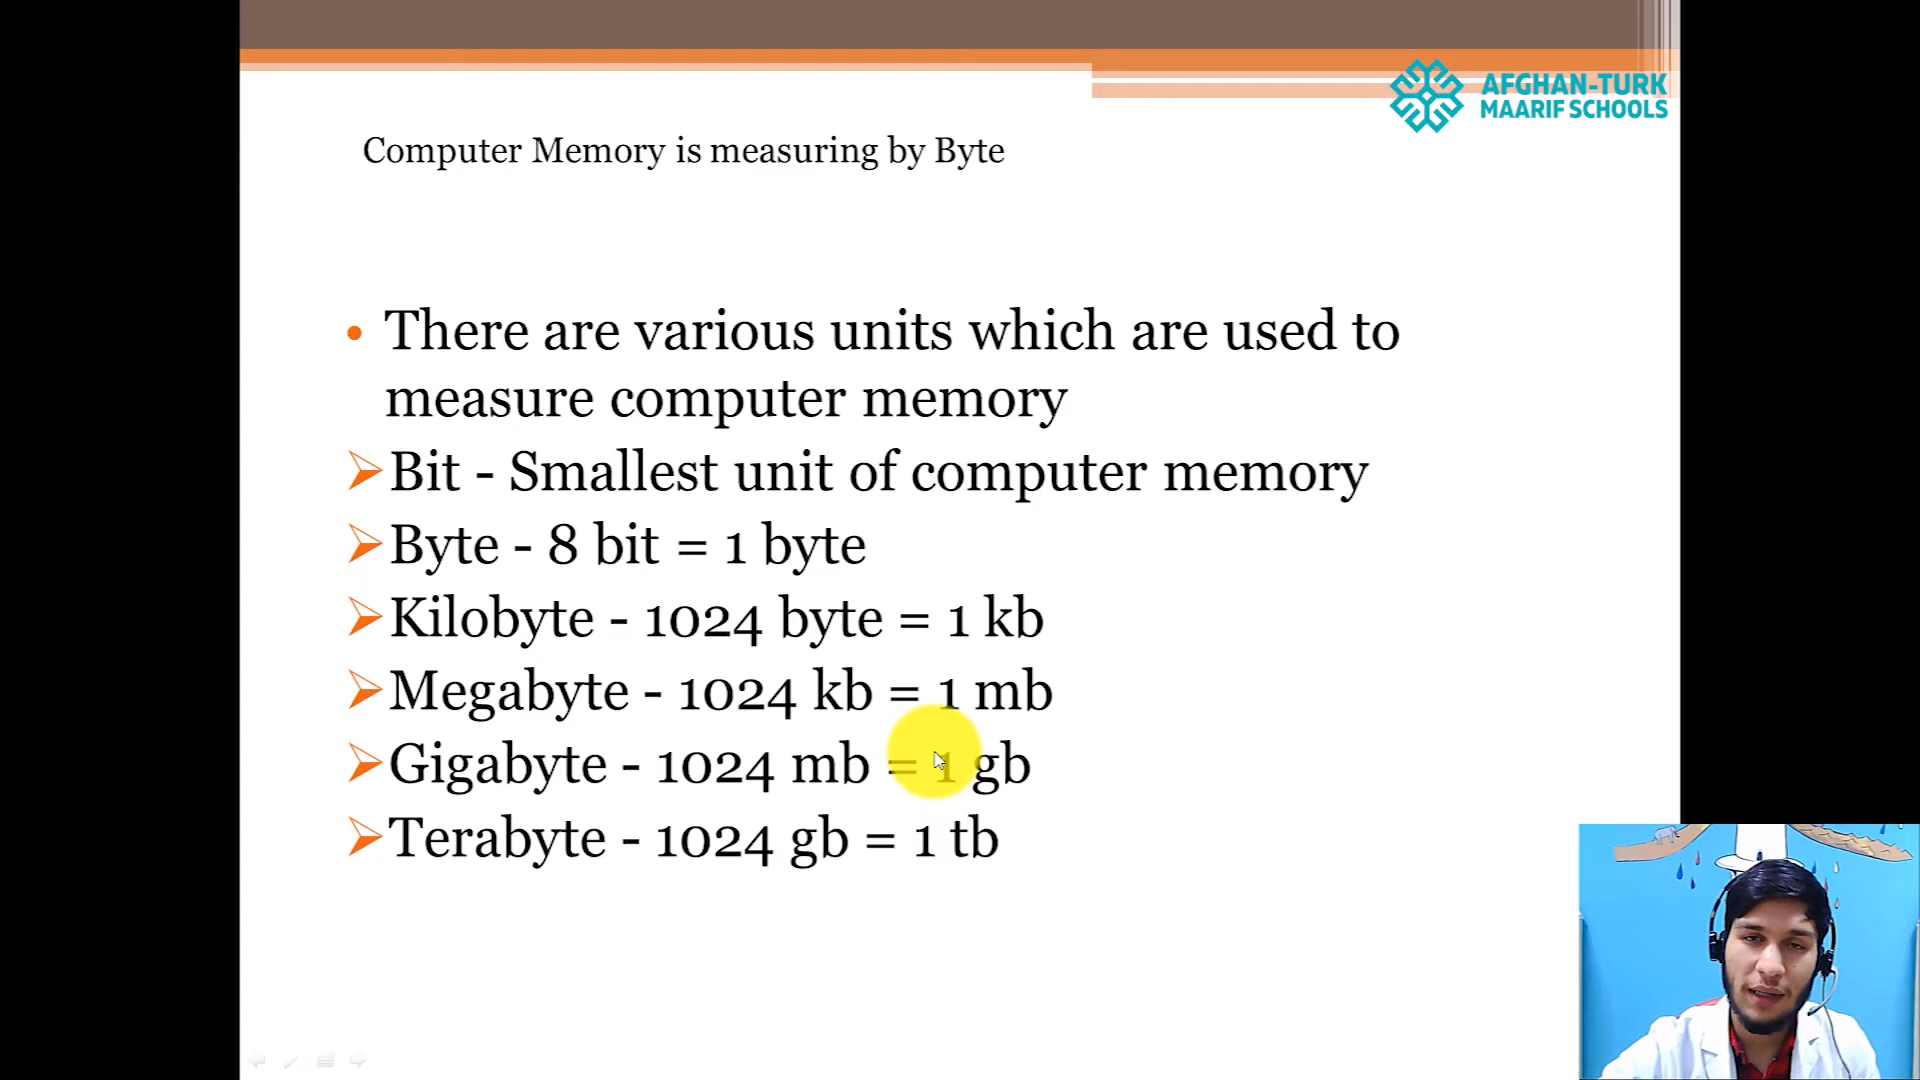 AFGHAN-TURK
MAARIF SCHOOLS
Computer Memory is measuring by Byte
• There are various units which are used to
measure computer memory
➢Bit - Smallest unit of computer memory
➢Byte - 8 bit = 1 byte
➢Kilobyte - 1024 byte = 1 kb
➢Megabyte - 1024 kb = 1 mb
➢Gigabyte - 1024 mb = 1 gb
➢Terabyte - 1024 gb = 1 tb